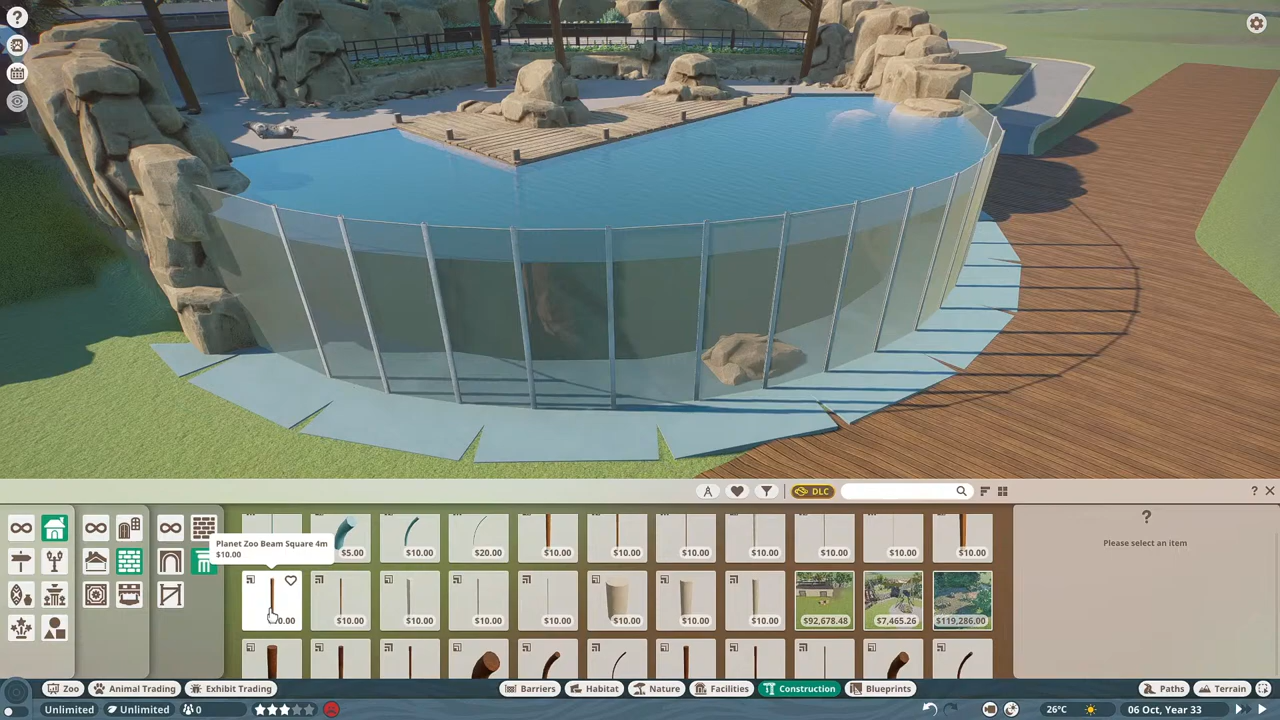 ?
DLC
?
Planet Zoo Beam Square 4m
$10.00
$5.00
$10.00
$20.00
$10.00
$10.00
$10.00
$10.00
$10.00
$10.00
$10.00
?
Please select an item
0.00
$10.00
$10.00
$10.00
$10.00
$10.00
$10.00
$10.00
$92,678.48
$7,465.26
$119,286.00
Zoo
Animal Trading
Exhibit Trading
Barriers
Habitat
Nature
Facilities
Construction
Blueprints
Paths
Terrain
Unlimited
Unlimited
0
26°C
06 Oct, Year 33